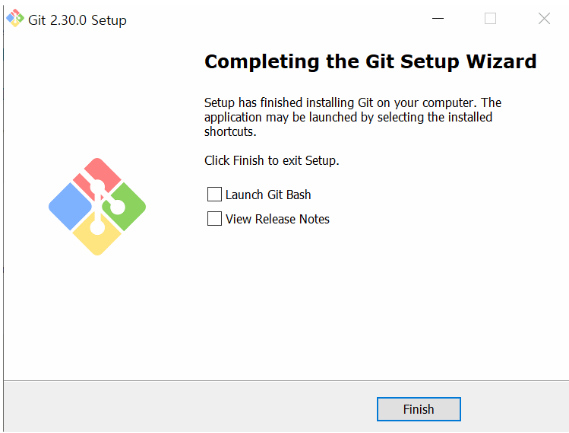 Git 2.30.0 Setup
Completing the Git Setup Wizard
Setup has finished installing Git on your computer. The
application may be launched by selecting the installed
shortcuts.
Click Finish to exit Setup.
Launch Git Bash
View Release Notes
Finish